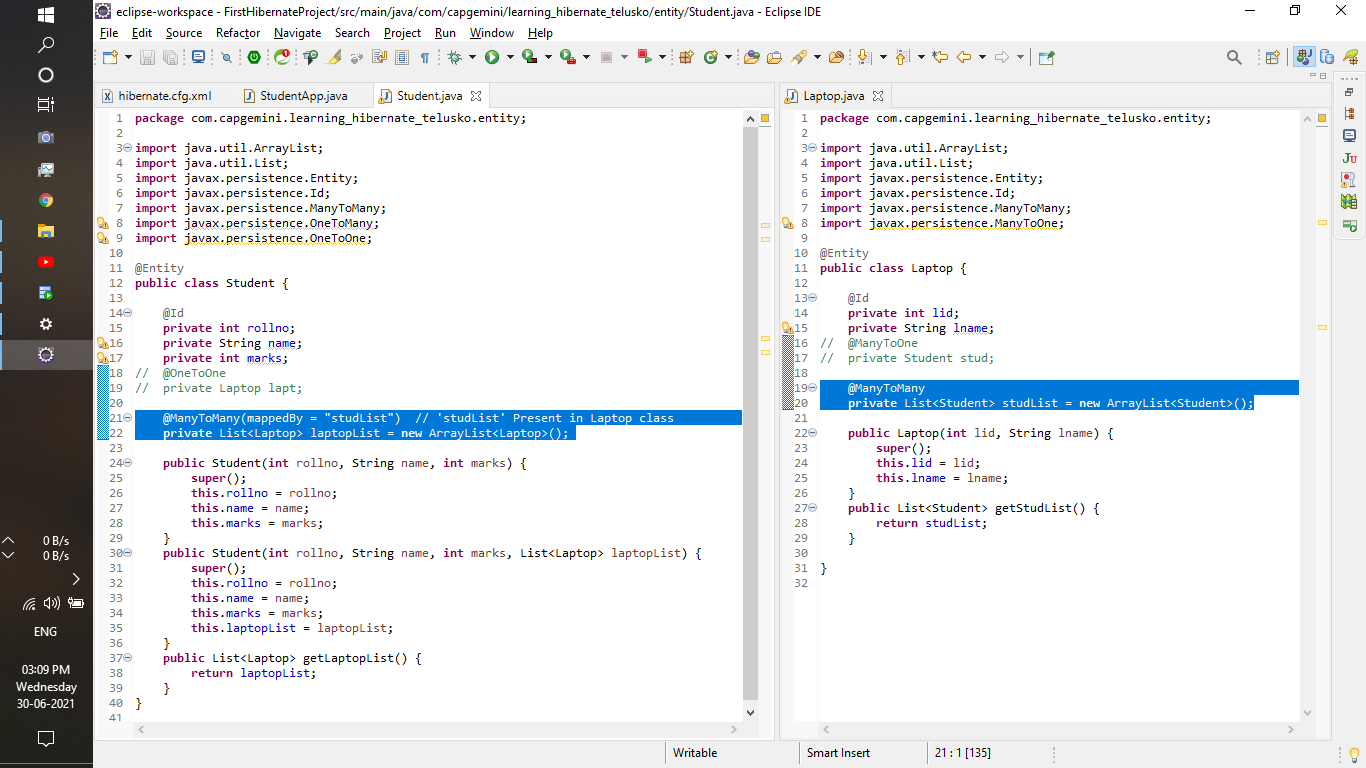 eclipse-workspace - FirstHibernateProject/src/main/java/com/capgemini/learning_hibernate_telusko/entity/Student.java - Eclipse IDE
File Edit Source Refactor Navigate Search Project Run Window Help
hibernate.cfg.xml StudentApp.java Student.java
1 package com.capgemini.learning_hibernate_telusko.entity;
2
3 import java.util.ArrayList;
4 import java.util.List;
5 import javax.persistence.Entity;
6 import javax.persistence.Id;
7 import javax.persistence.ManyToMany;
8 import javax.persistence.OneToMany;
9 import javax.persistence.OneToOne;
10
11 @Entity
12 public class Student {
13
14 @Id
15 private int rollno;
16 private String name;
17 private int marks;
18 // @OneToOne
19 // private Laptop lapt;
20
21 @ManyToMany(mappedBy = "studList") // 'studList' Present in Laptop class
22 private List<Laptop> laptopList = new ArrayList<Laptop>();
23
24 public Student(int rollno, String name, int marks) {
25 super();
26 this.rollno = rollno;
27 this.name = name;
28 this.marks = marks;
29 }
30 public Student(int rollno, String name, int marks, List<Laptop> laptopList) {
31 super();
32 this.rollno = rollno;
33 this.name = name;
34 this.marks = marks;
35 this.laptopList = laptopList;
36 }
37 public List<Laptop> getLaptopList() {
38 return laptopList;
39 }
40 }
41
Laptop.java
1 package com.capgemini.learning_hibernate_telusko.entity;
2
3 import java.util.ArrayList;
4 import java.util.List;
5 import javax.persistence.Entity;
6 import javax.persistence.Id;
7 import javax.persistence.ManyToMany;
8 import javax.persistence.ManyToOne;
9
10 @Entity
11 public class Laptop {
12
13 @Id
14 private int lid;
15 private String lname;
16 // @ManyToOne
17 // private Student stud;
18
19 @ManyToMany
20 private List<Student> studList = new ArrayList<Student>();
21
22 public Laptop(int lid, String lname) {
23 super();
24 this.lid = lid;
25 this.lname = lname;
26 }
27 public List<Student> getStudList() {
28 return studList;
29 }
30
31 }
32
Writable Smart Insert 21 : 1 [135]
0 B/s
0 B/s
ENG
03:09 PM
Wednesday
30-06-2021